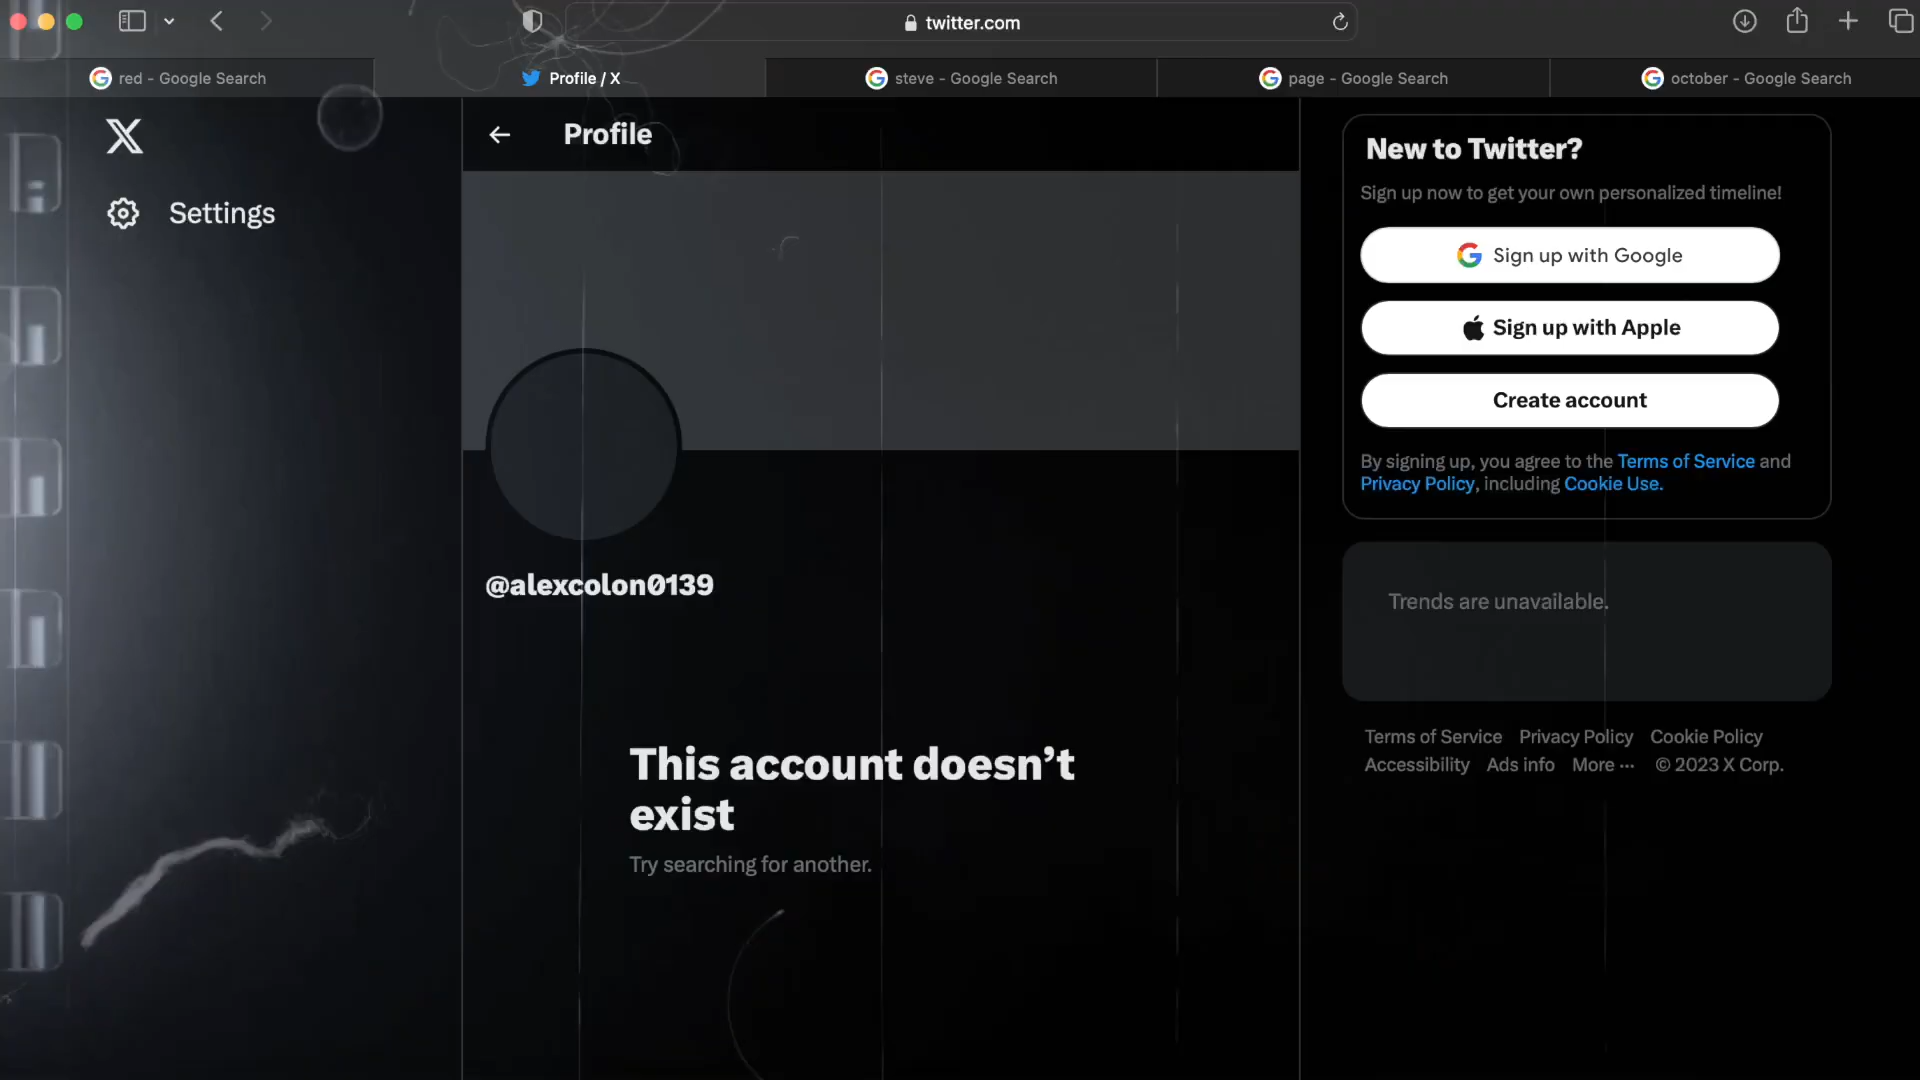 twitter.com
red - Google Search
Profile / X
steve - Google Search
page - Google Search
october - Google Search
Settings
Profile
@alexcolon0139
This account doesn’t
exist
Try searching for another.
New to Twitter?
Sign up now to get your own personalized timeline!
Sign up with Google
Sign up with Apple
Create account
By signing up, you agree to the Terms of Service and
Privacy Policy, including Cookie Use.
Trends are unavailable.
Terms of Service Privacy Policy Cookie Policy
Accessibility Ads info More ··· © 2023 X Corp.